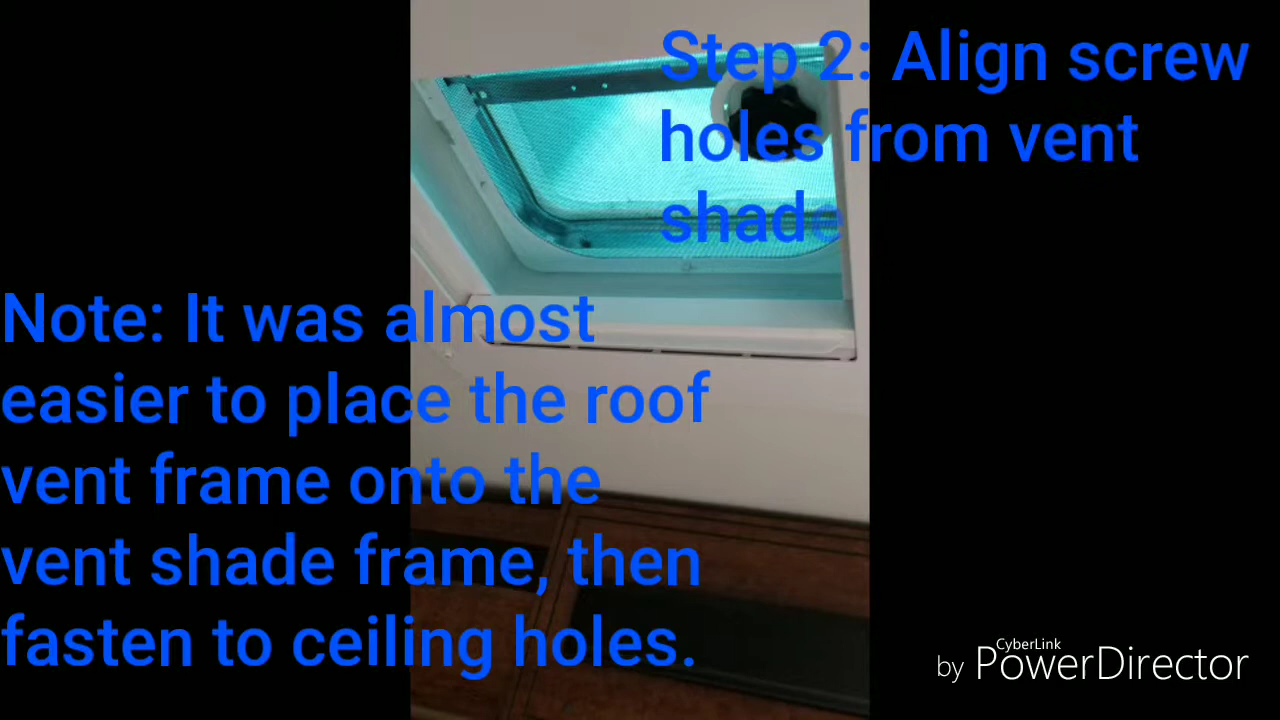 Step 2: Align screw
holes from vent
shade
Note: It was almost
easier to place the roof
vent frame onto the
vent shade frame, then
fasten to ceiling holes.
CyberLink
by PowerDirector